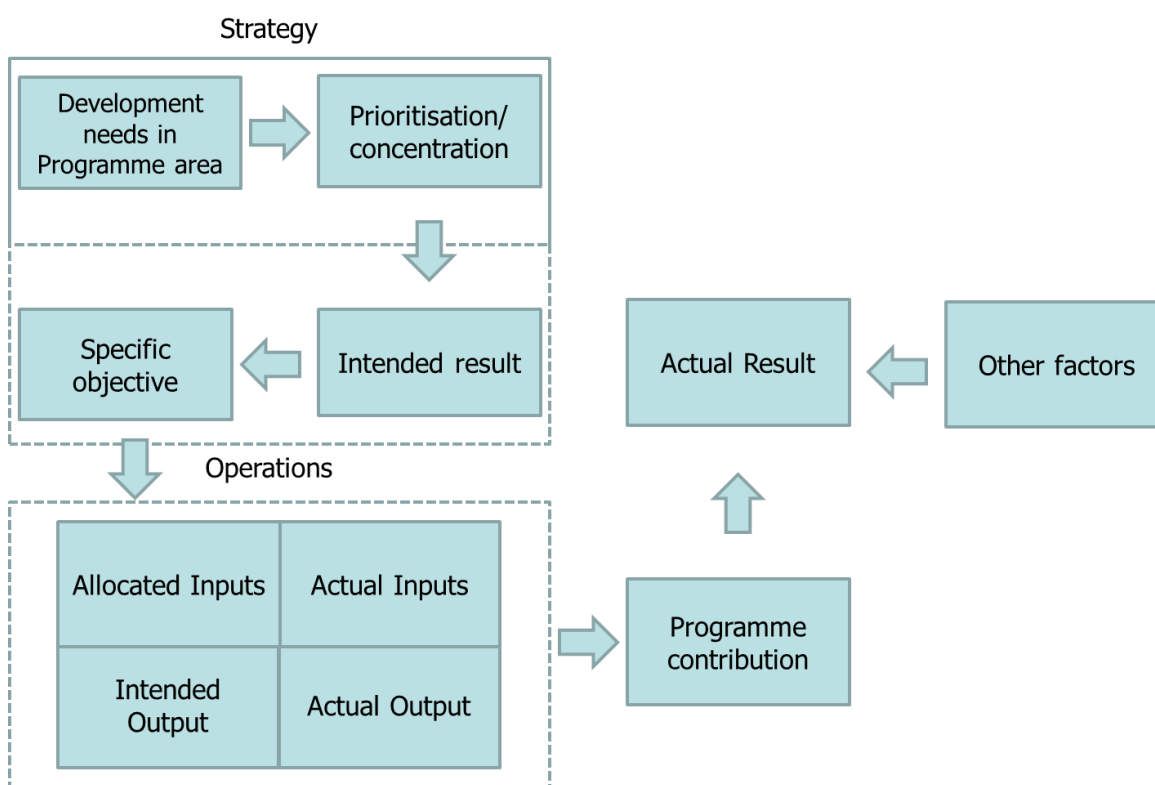 Strategy
Development
needs in
Programme area
Prioritisation/
concentration
Specific
objective
Intended result
Actual Result
Other factors
Operations
Allocated Inputs
Actual Inputs
Intended
Output
Actual Output
Programme
contribution